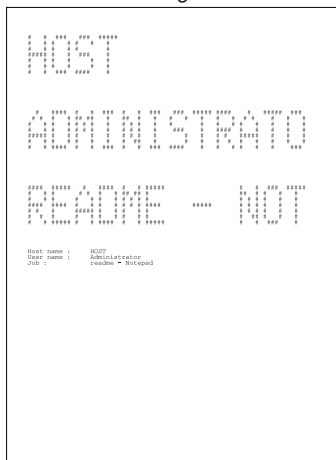 HOST
ADMINISTRATO
README - NOT
Host name : HOST
User name : Administrator
Job : readme - Notepad